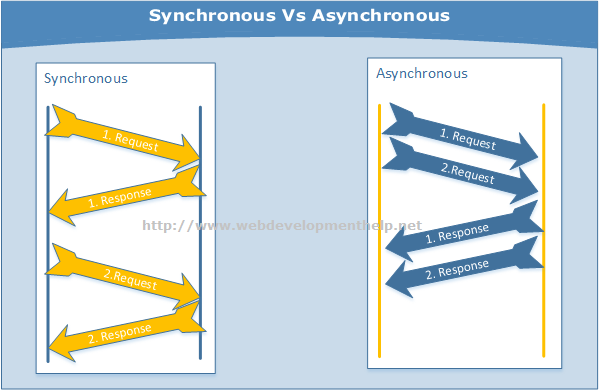 Synchronous Vs Asynchronous
Synchronous
1. Request
1. Response
2.Request
2. Response
Asynchronous
1. Request
2.Request
1. Response
2. Response
http://www.webdevelopmenthelp.net